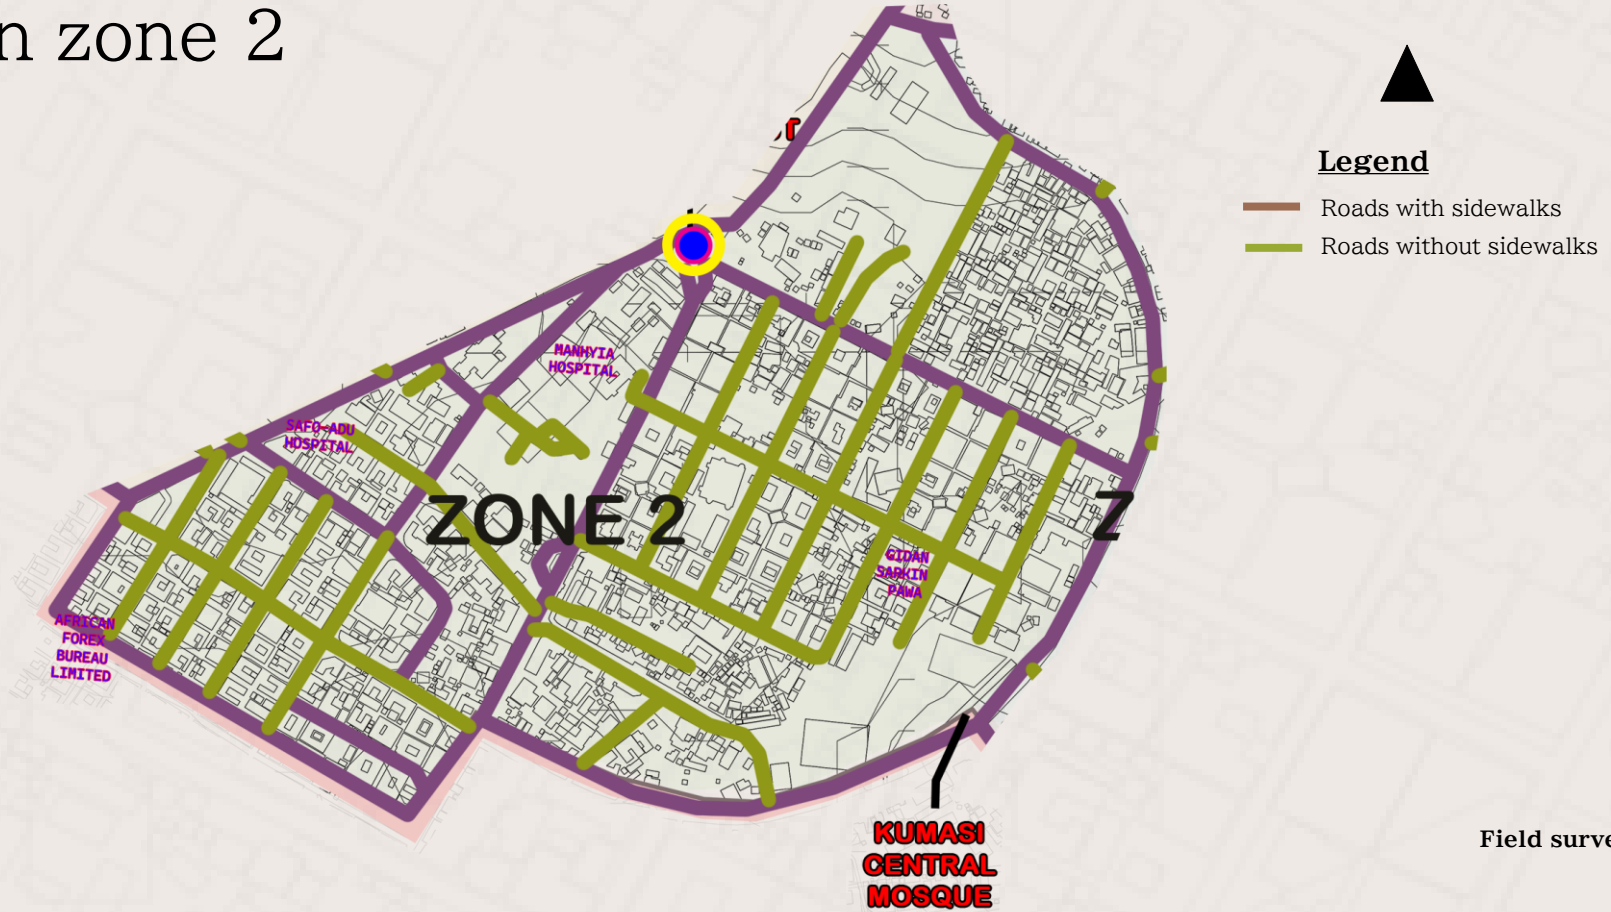 n zone 2
Legend
Roads with sidewalks
Roads without sidewalks
MANHYIA
HOSPITAL
SAFO-ADU
HOSPITAL
ZONE 2
Z
GIDAN
SARKIN
PAWA
AFRICAN
FOREX
BUREAU
LIMITED
KUMASI
CENTRAL
MOSQUE
Field surve